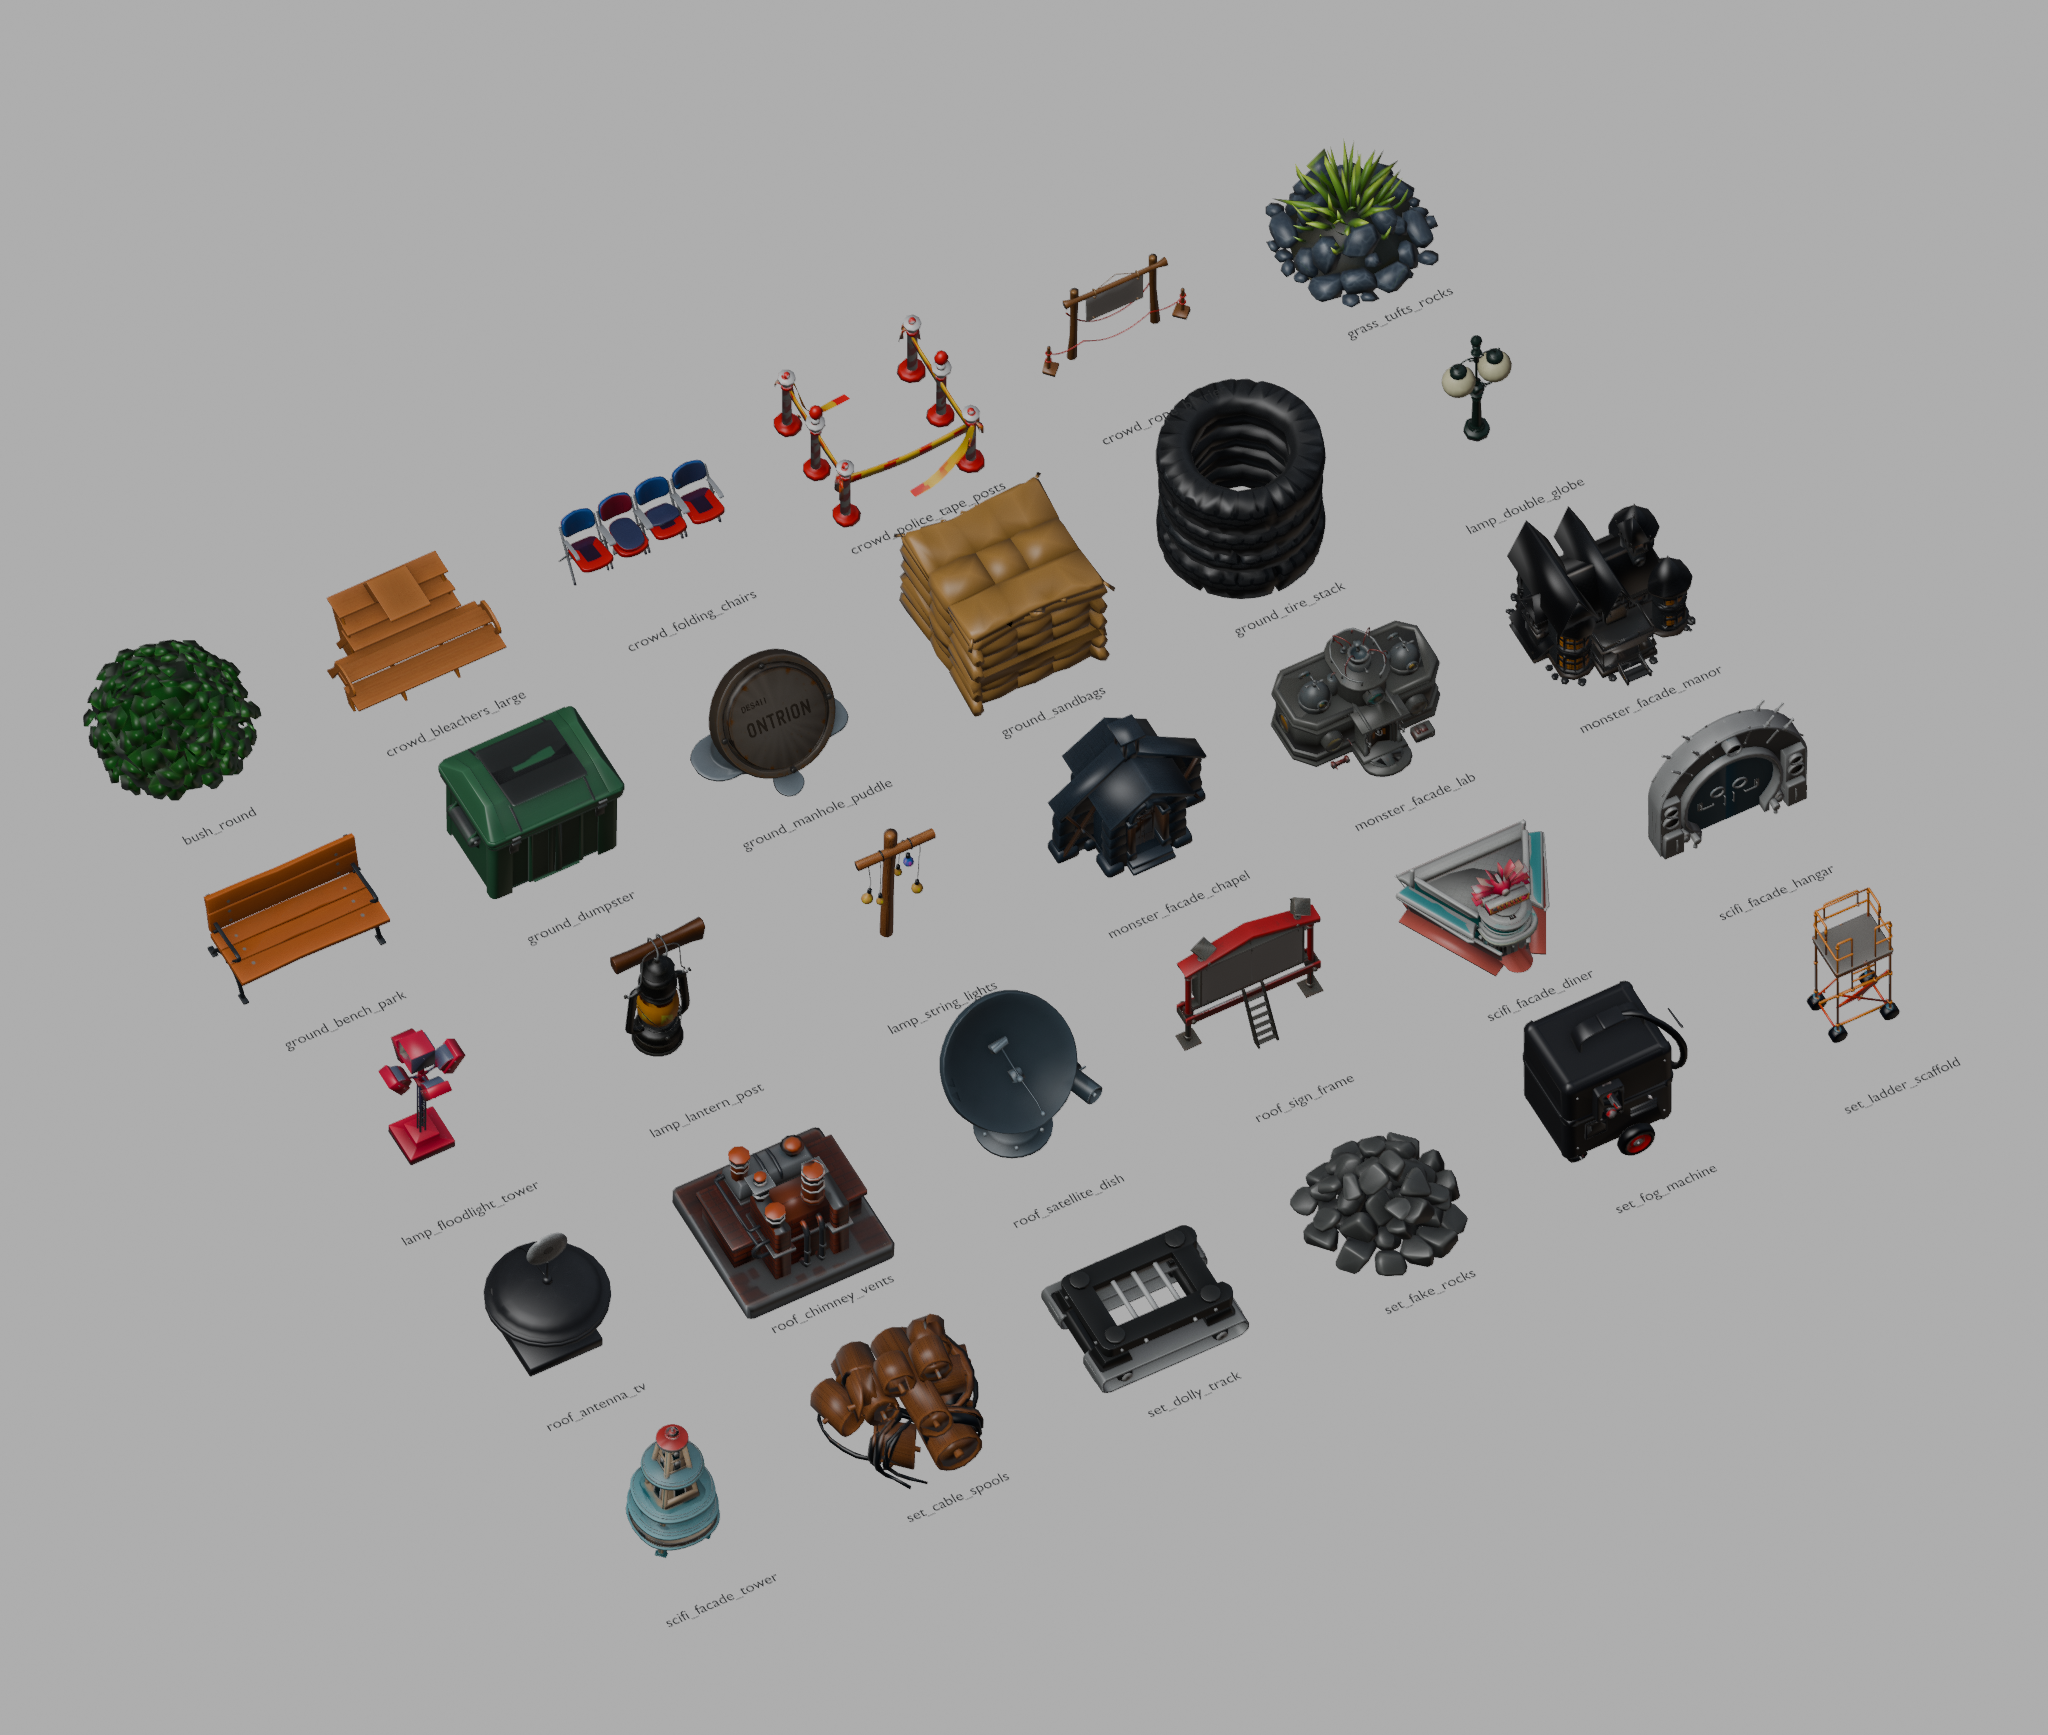 grass_tufts_rocks
crowd_rop
lamp_double_globe
crowd_police_tape_posts
ground_tire_stack
monster_facade_manor
crowd_folding_chairs
ground_sandbags
monster_facade_lab
scifi_facade_hangar
crowd_bleachers_large
ONTRION
ground_manhole_puddle
monster_facade_chapel
scifi_facade_diner
set_ladder_scaffold
bush_round
ground_dumpster
lamp_string_lights
roof_sign_frame
set_fog_machine
ground_bench_park
lamp_lantern_post
roof_satellite_dish
set_fake_rocks
lamp_floodlight_tower
roof_chimney_vents
set_dolly_track
roof_antenna_tv
set_cable_spools
scifi_facade_tower